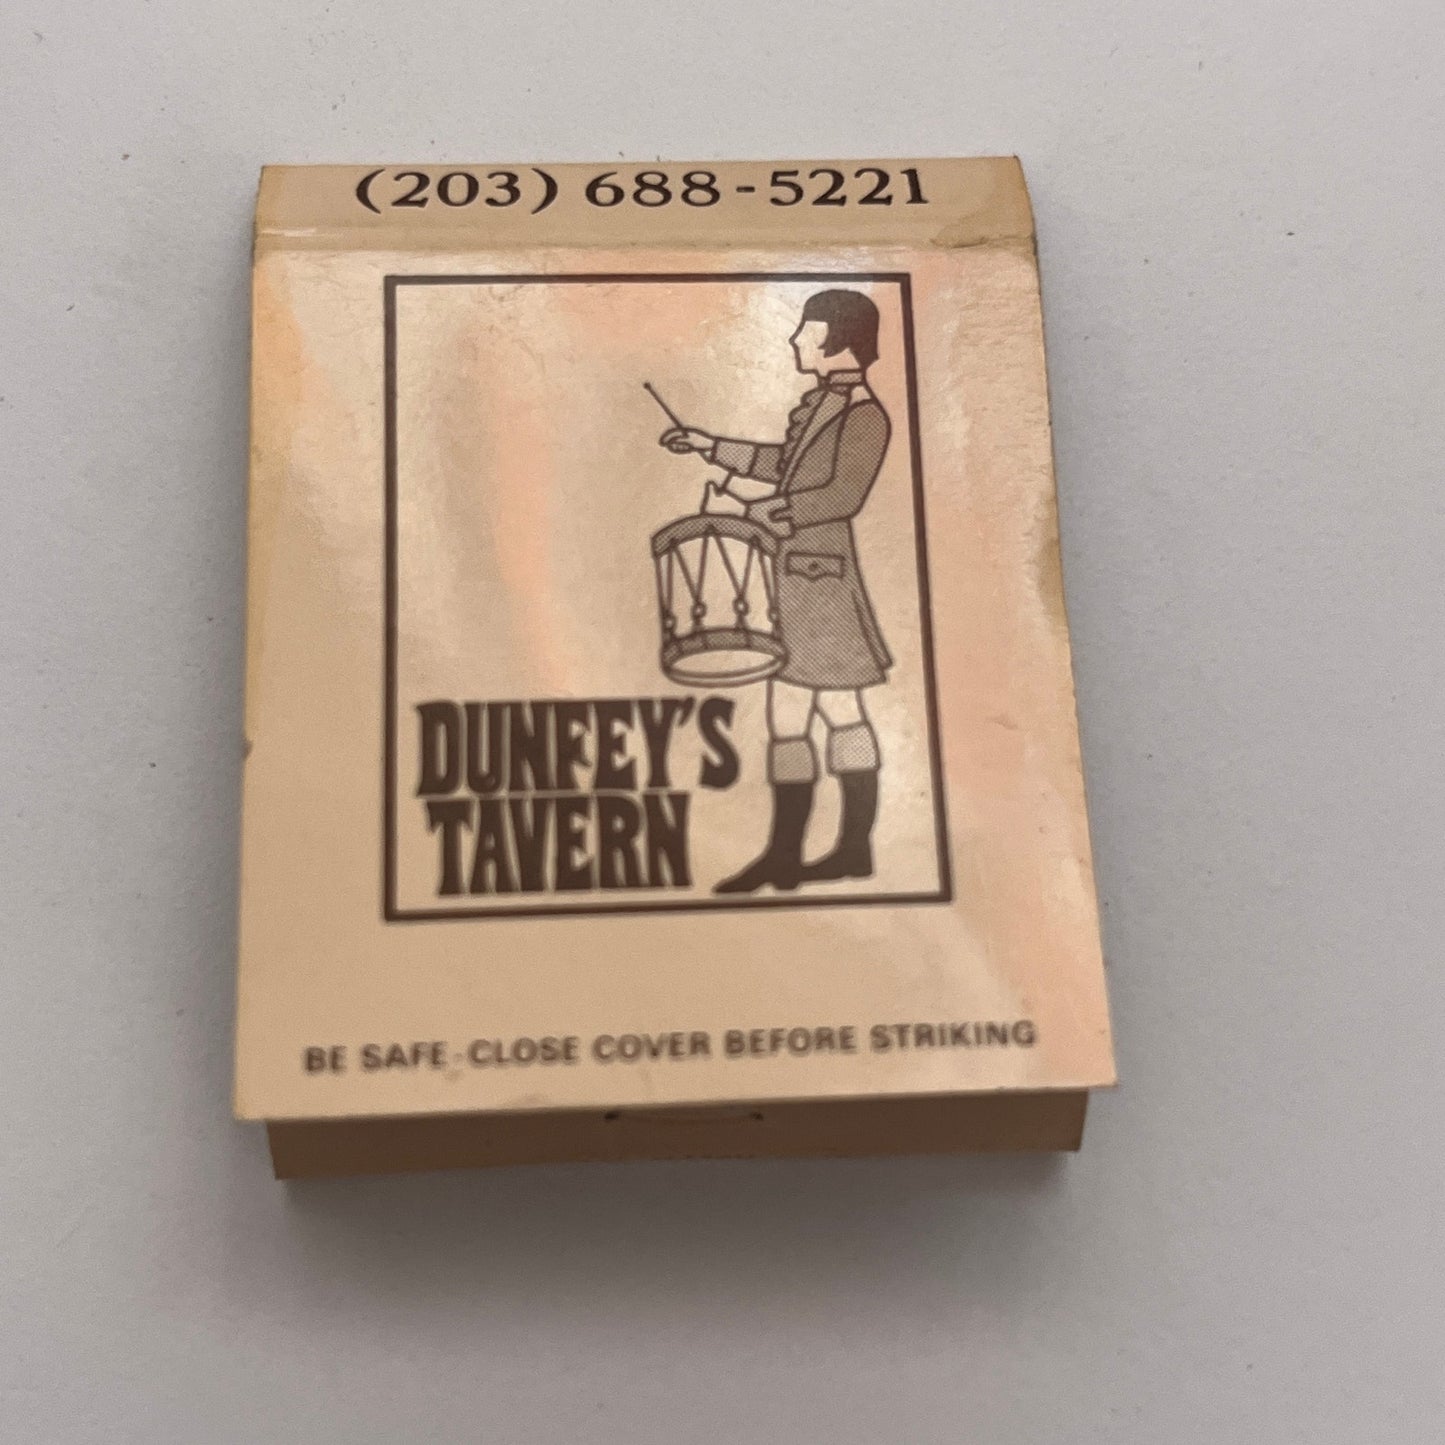 (203) 688-5221
DUNFEY'S
TAVERN
BE SAFE-CLOSE COVER BEFORE STRIKING